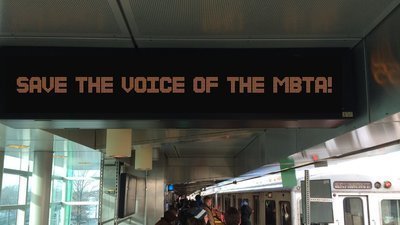 SAVE THE VOICE OF THE MBTA!